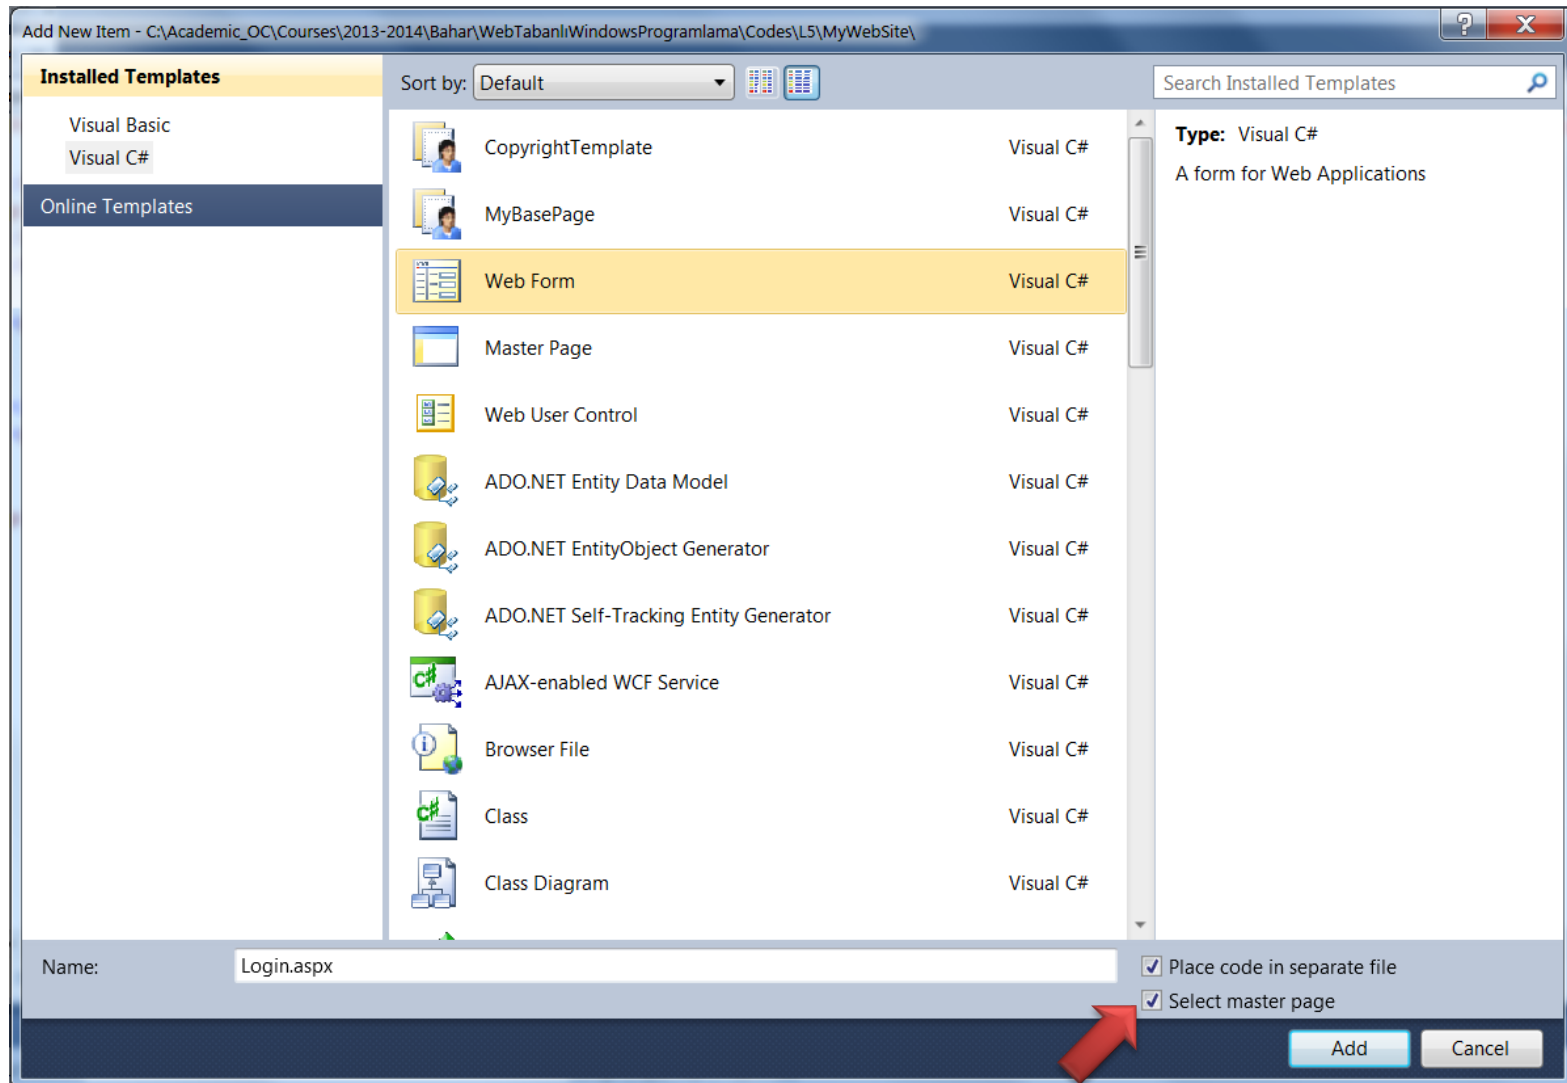 Add New Item - C:\Academic_OC\Courses\2013-2014\Bahar\WebTabanlıWindowsProgramlama\Codes\L5\MyWebSite\
Installed Templates
Visual Basic
Visual C#
Online Templates
Sort by: Default
Search Installed Templates
CopyrightTemplate Visual C#
MyBasePage Visual C#
Web Form Visual C#
Master Page Visual C#
Web User Control Visual C#
ADO.NET Entity Data Model Visual C#
ADO.NET EntityObject Generator Visual C#
ADO.NET Self-Tracking Entity Generator Visual C#
AJAX-enabled WCF Service Visual C#
Browser File Visual C#
Class Visual C#
Class Diagram Visual C#
Type: Visual C#
A form for Web Applications
Name: Login.aspx
Place code in separate file
Select master page
Add Cancel